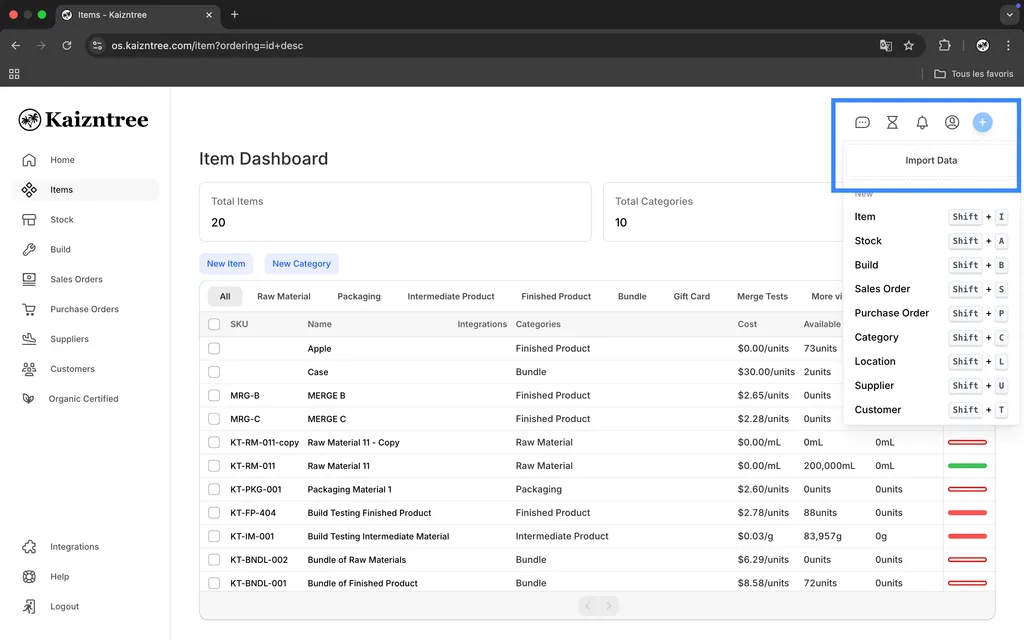 Items - Kaizntree
os.kaizntree.com/item?ordering=id+desc
Tous les favoris
Kaizntree
Home
Items
Stock
Build
Sales Orders
Purchase Orders
Suppliers
Customers
Organic Certified
Integrations
Help
Logout
Item Dashboard
Total Items
20
Total Categories
10
New Item New Category
All Raw Material Packaging Intermediate Product Finished Product Bundle Gift Card Merge Tests More vi
SKU Name Integrations Categories Cost Available
Apple Finished Product $0.00/units 73units
Case Bundle $30.00/units 2units
MRG-B MERGE B Finished Product $2.65/units 0units
MRG-C MERGE C Finished Product $2.28/units 0units
KT-RM-011-copy Raw Material 11 - Copy Raw Material $0.00/mL 0mL 0mL
KT-RM-011 Raw Material 11 Raw Material $0.00/mL 200,000mL 0mL
KT-PKG-001 Packaging Material 1 Packaging $2.60/units 0units 0units
KT-FP-404 Build Testing Finished Product Finished Product $2.78/units 88units 0units
KT-IM-001 Build Testing Intermediate Material Intermediate Product $0.03/g 83,957g 0g
KT-BNDL-002 Bundle of Raw Materials Bundle $6.29/units 0units 0units
KT-BNDL-001 Bundle of Finished Product Bundle $8.58/units 72units 0units
Import Data
New
Item Shift + I
Stock Shift + A
Build Shift + B
Sales Order Shift + S
Purchase Order Shift + P
Category Shift + C
Location Shift + L
Supplier Shift + U
Customer Shift + T